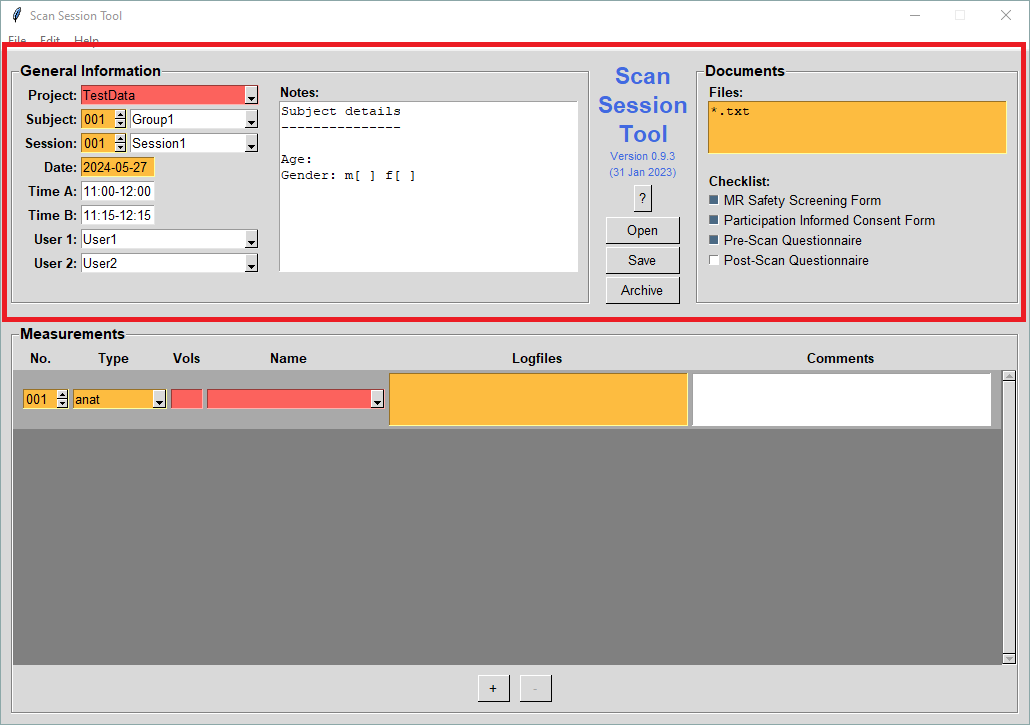 Scan Session Tool
File Edit Help
General Information
Project: TestData
Subject: 001 Group1
Session: 001 Session1
Date: 2024-05-27
Time A: 11:00-12:00
Time B: 11:15-12:15
User 1: User1
User 2: User2
Notes:
Subject details
---------------
Age:
Gender: m[ ] f[ ]
Scan
Session
Tool
Version 0.9.3
(31 Jan 2023)
?
Open
Save
Archive
Documents
Files:
*.txt
Checklist:
MR Safety Screening Form
Participation Informed Consent Form
Pre-Scan Questionnaire
Post-Scan Questionnaire
Measurements
No. Type Vols Name Logfiles Comments
001 anat
+ -